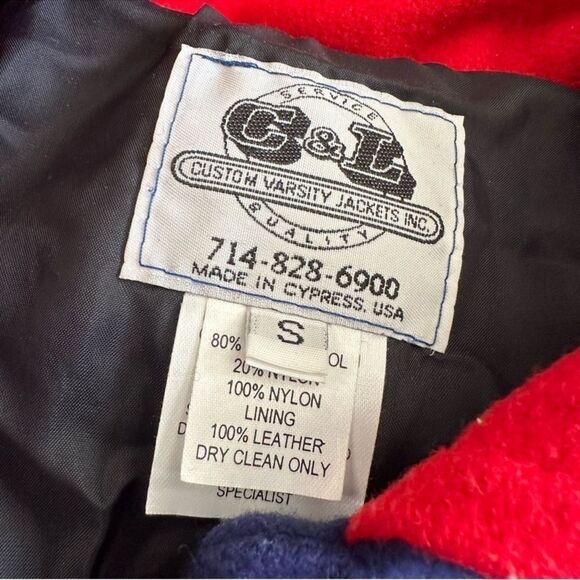 SERVICE
C&L
CUSTOM VARSITY JACKETS INC.
QUALITY
714-828-6900
MADE IN CYPRESS, USA
S
80% OL
20% NYLON
100% NYLON
LINING
100% LEATHER
DRY CLEAN ONLY
SPECIALIST